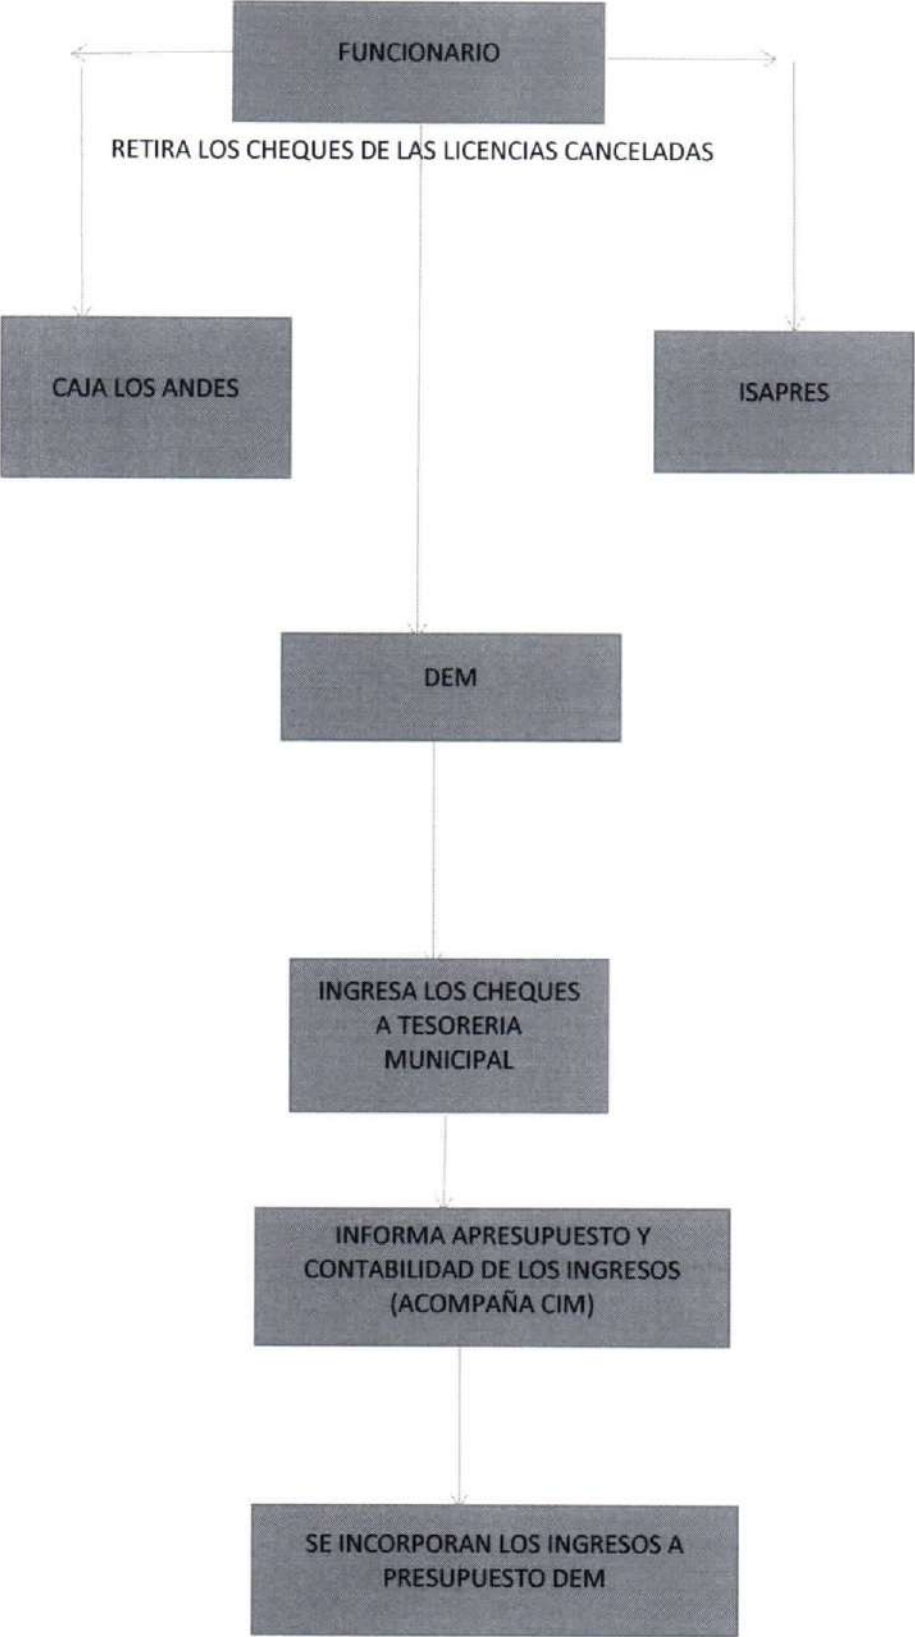 FUNCIONARIO
RETIRA LOS CHEQUES DE LAS LICENCIAS CANCELADAS
CAJA LOS ANDES
ISAPRES
DEM
INGRESA LOS CHEQUES
A TESORERIA
MUNICIPAL
INFORMA APRESUPUESTO Y
CONTABILIDAD DE LOS INGRESOS
(ACOMPAÑA CIM)
SE INCORPORAN LOS INGRESOS A
PRESUPUESTO DEM